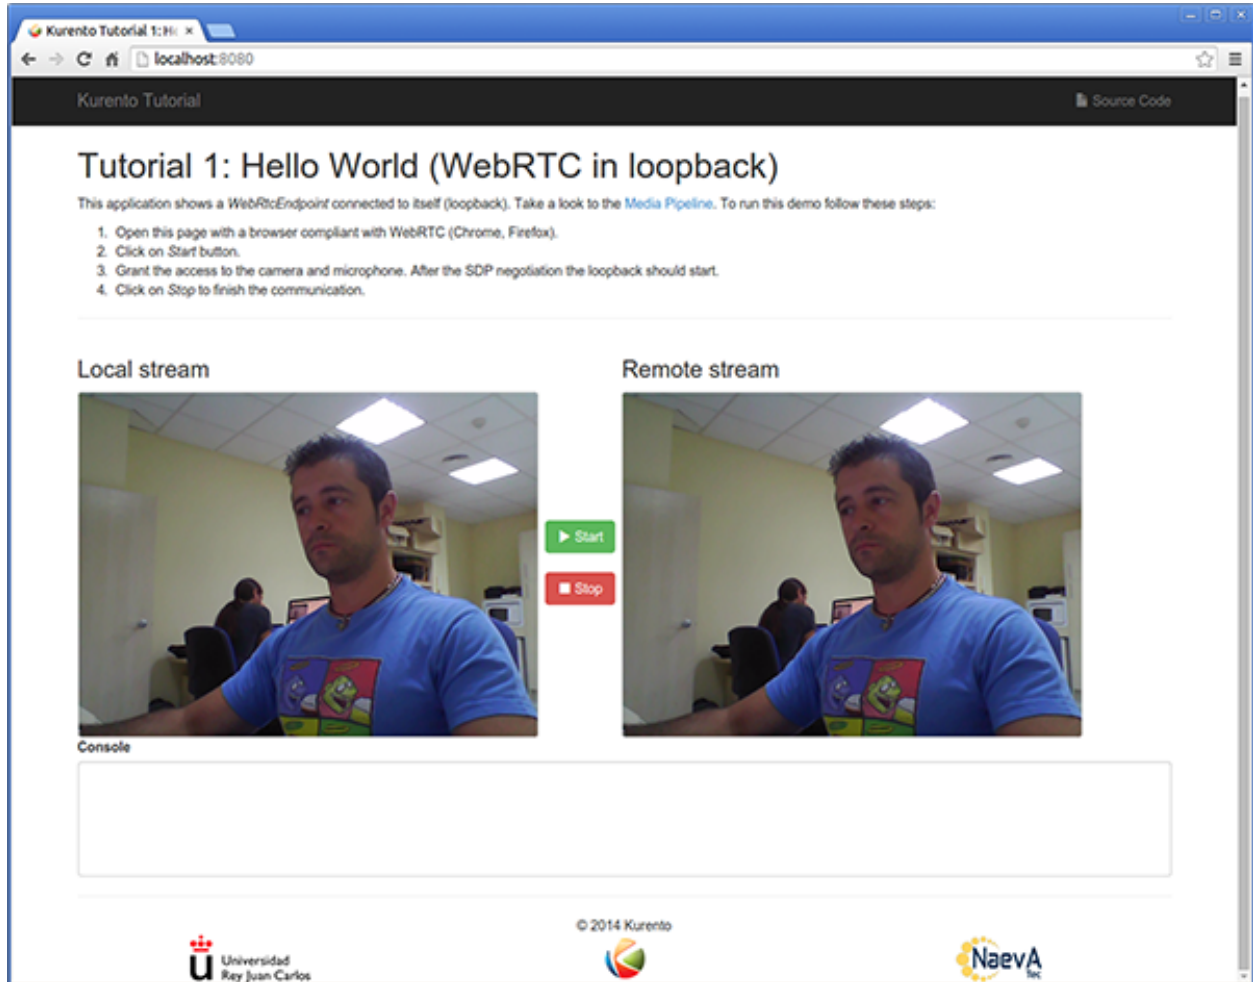 Kurento Tutorial 1: He
localhost:8080
Kurento Tutorial
Source Code
Tutorial 1: Hello World (WebRTC in loopback)
This application shows a WebRtcEndpoint connected to itself (loopback). Take a look to the Media Pipeline. To run this demo follow these steps:
1. Open this page with a browser compliant with WebRTC (Chrome, Firefox).
2. Click on Start button.
3. Grant the access to the camera and microphone. After the SDP negotiation the loopback should start.
4. Click on Stop to finish the communication.
Local stream
Remote stream
Start
Stop
Console
© 2014 Kurento
Universidad
Rey Juan Carlos
NaevA
Tec